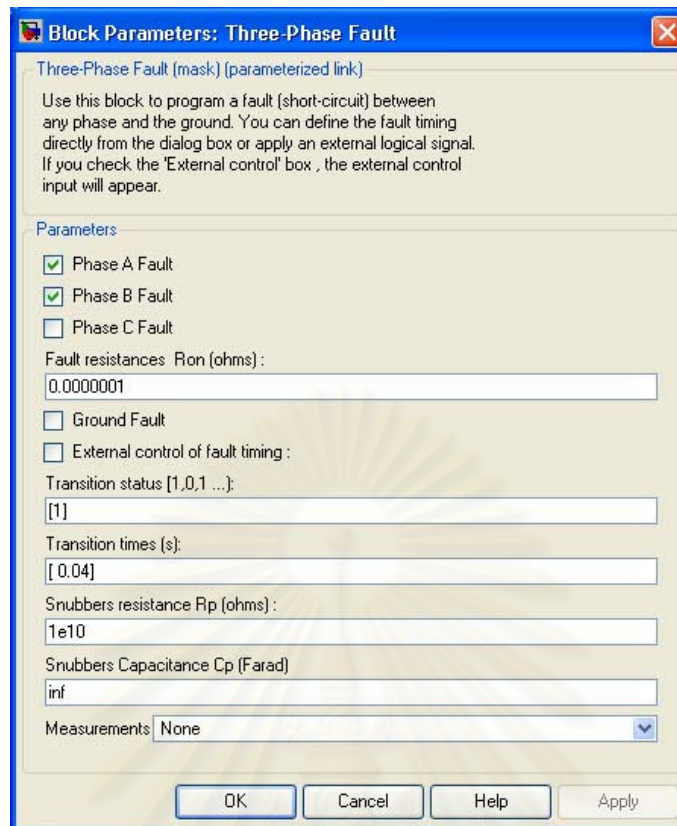 Block Parameters: Three-Phase Fault
Three-Phase Fault (mask) (parameterized link)
Use this block to program a fault (short-circuit) between
any phase and the ground. You can define the fault timing
directly from the dialog box or apply an external logical signal.
If you check the 'External control' box , the external control
input will appear.
Parameters
Phase A Fault
Phase B Fault
Phase C Fault
Fault resistances Ron (ohms) :
0.0000001
Ground Fault
External control of fault timing :
Transition status [1,0,1 ...):
[1]
Transition times (s):
[ 0.04]
Snubbers resistance Rp (ohms) :
1e10
Snubbers Capacitance Cp (Farad)
inf
Measurements None
OK Cancel Help Apply